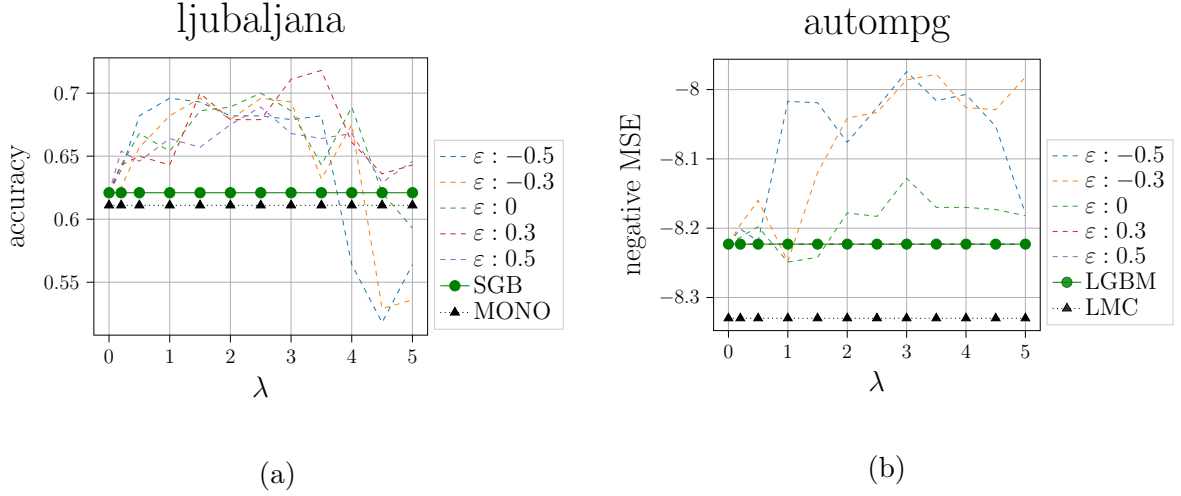 ljubaljana
0.7
0.65
0.6
0.55
accuracy
0 1 2 3 4 5
λ
ε : −0.5
ε : −0.3
ε : 0
ε : 0.3
ε : 0.5
SGB
MONO
(a)
autompg
−8
−8.1
−8.2
−8.3
negative MSE
0 1 2 3 4 5
λ
ε : −0.5
ε : −0.3
ε : 0
ε : 0.3
ε : 0.5
LGBM
LMC
(b)